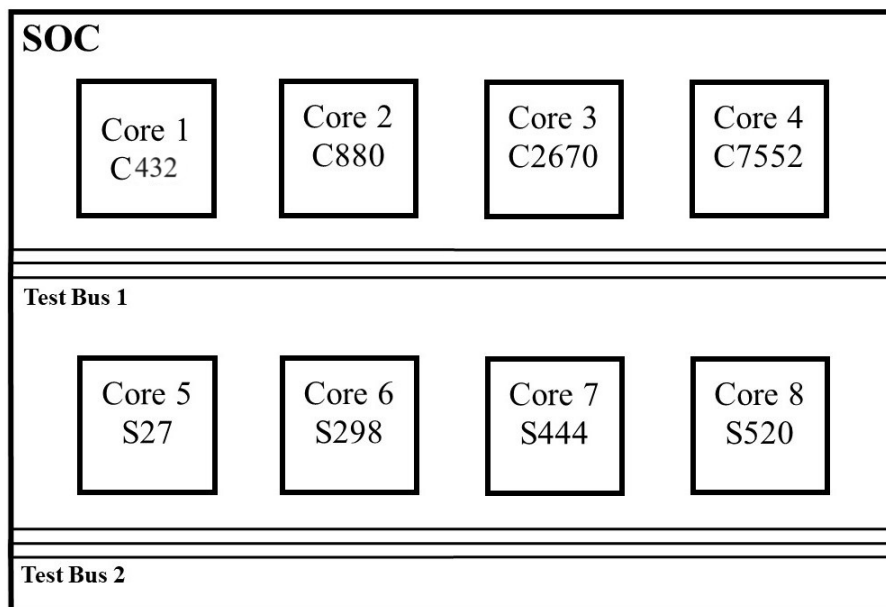 SOC
Core 1
C432
Core 2
C880
Core 3
C2670
Core 4
C7552
Test Bus 1
Core 5
S27
Core 6
S298
Core 7
S444
Core 8
S520
Test Bus 2